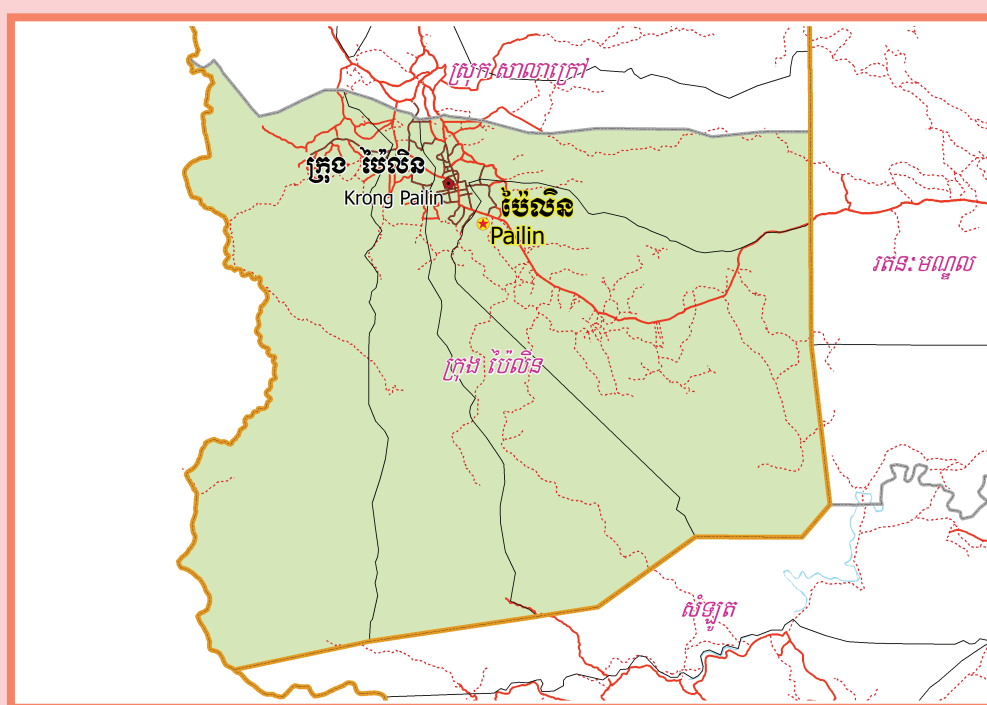 ស្រុក សាលាក្រៅ
ក្រុង ប៉ៃលិន
Krong Pailin
ប៉ៃលិន
Pailin
រតនៈមណ្ឌល
ក្រុង ប៉ៃលិន
សំឡូត